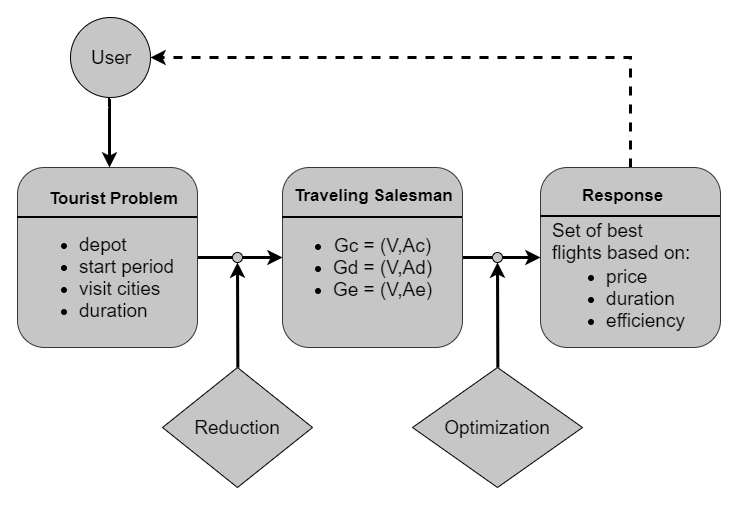 User
Tourist Problem
• depot
• start period
• visit cities
• duration
Traveling Salesman
• Gc = (V,Ac)
• Gd = (V,Ad)
• Ge = (V,Ae)
Response
Set of best
flights based on:
• price
• duration
• efficiency
Reduction
Optimization